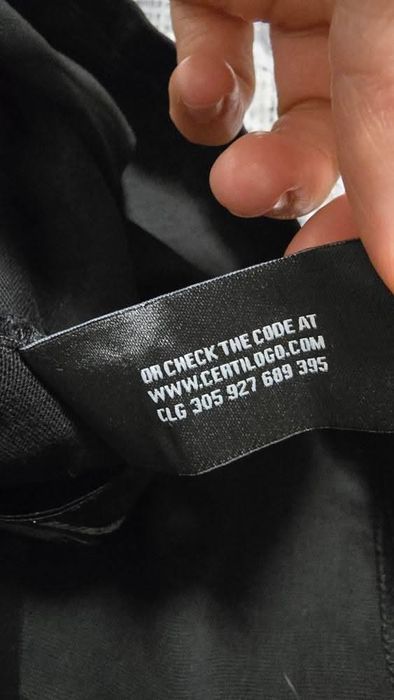 OR CHECK THE CODE AT
WWW.CERTILOGO.COM
CLG 305 927 689 395